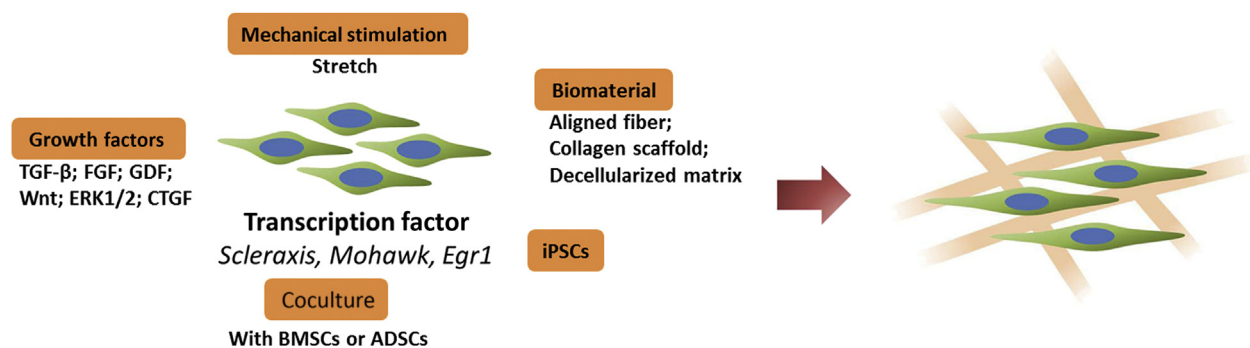 Mechanical stimulation
Stretch
Growth factors
TGF-β; FGF; GDF;
Wnt; ERK1/2; CTGF
Biomaterial
Aligned fiber;
Collagen scaffold;
Decellularized matrix
Transcription factor
Scleraxis, Mohawk, Egr1
iPSCs
Coculture
With BMSCs or ADSCs